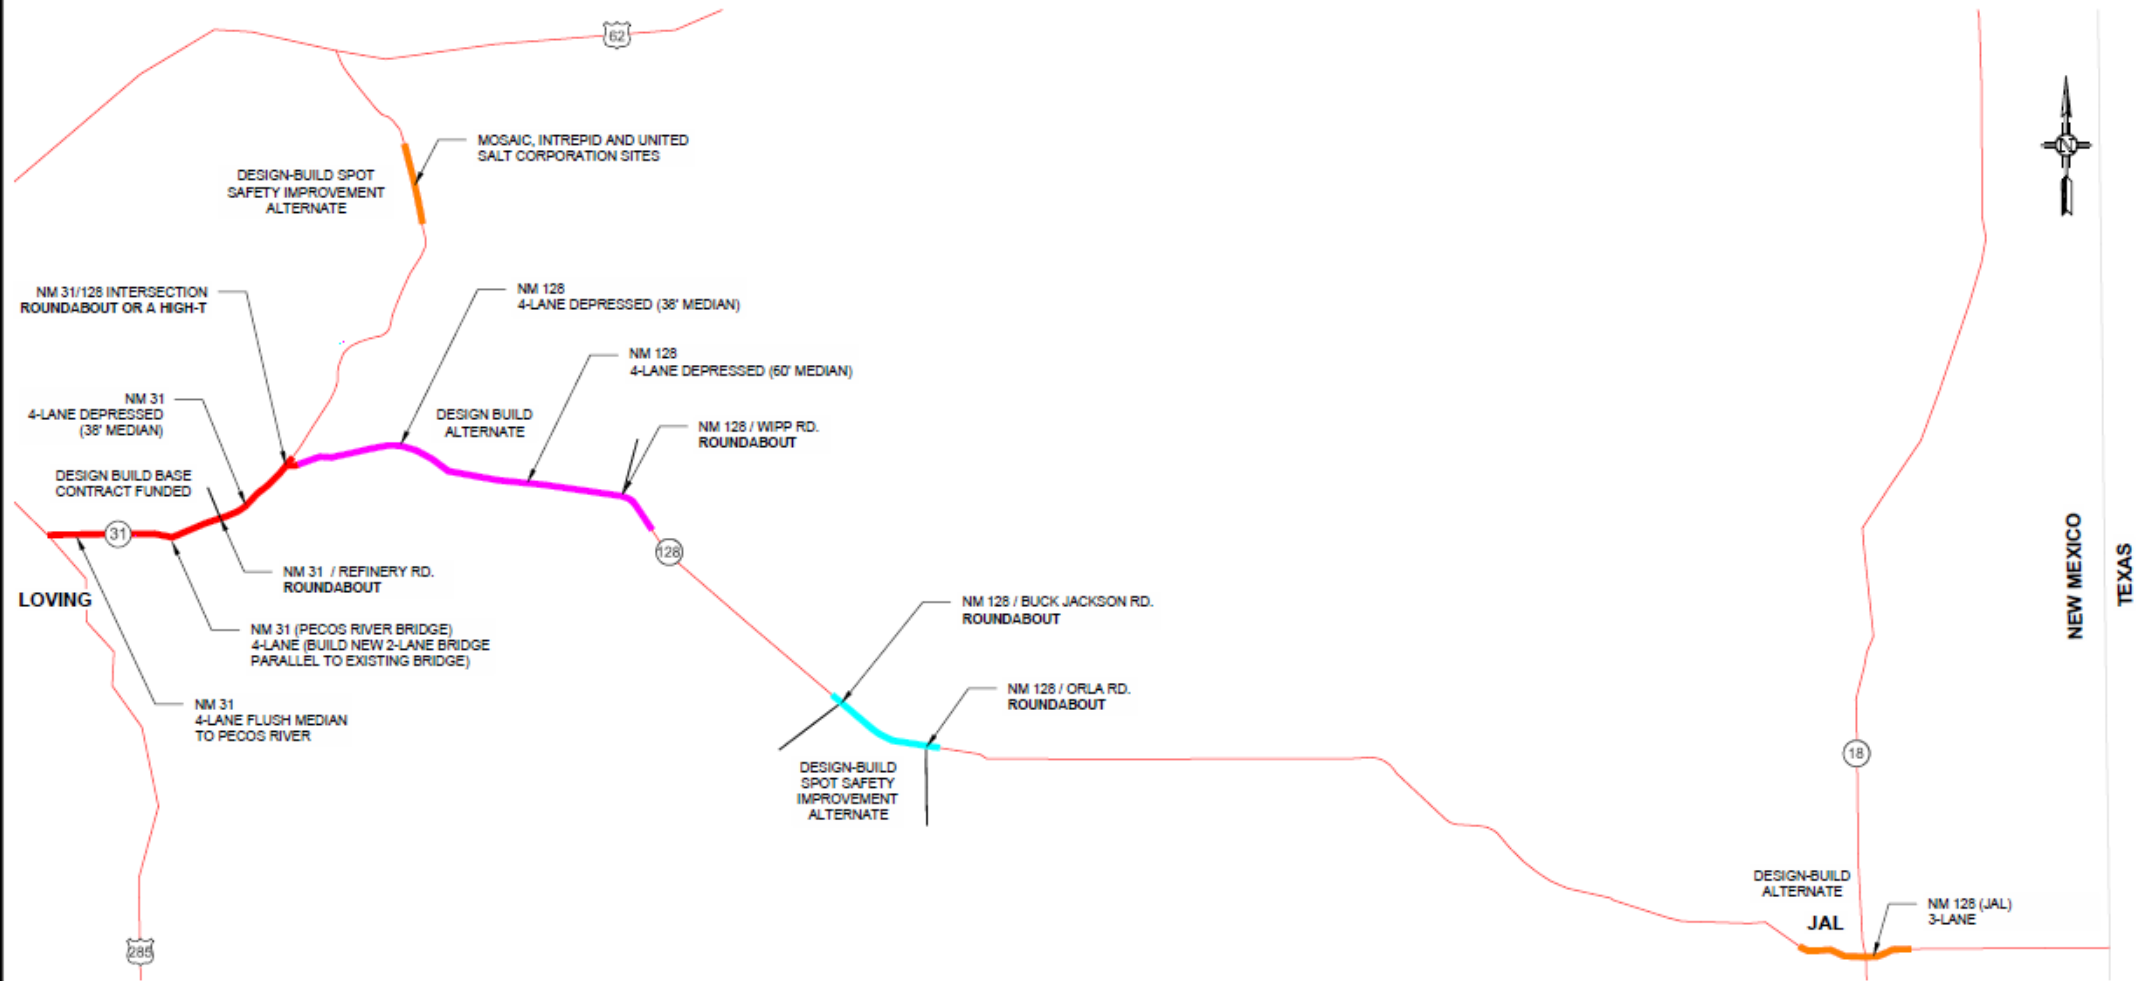 62
MOSAIC, INTREPID AND UNITED
SALT CORPORATION SITES
DESIGN-BUILD SPOT
SAFETY IMPROVEMENT
ALTERNATE
N
NM 31/128 INTERSECTION
ROUNDABOUT OR A HIGH-T
NM 128
4-LANE DEPRESSED (38' MEDIAN)
NM 128
4-LANE DEPRESSED (60' MEDIAN)
NM 31
4-LANE DEPRESSED
(38' MEDIAN)
DESIGN BUILD
ALTERNATE
NM 128 / WIPP RD.
ROUNDABOUT
DESIGN BUILD BASE
CONTRACT FUNDED
31
128
NM 31 / REFINERY RD.
ROUNDABOUT
LOVING
NM 31 (PECOS RIVER BRIDGE)
4-LANE (BUILD NEW 2-LANE BRIDGE
PARALLEL TO EXISTING BRIDGE)
NM 31
4-LANE FLUSH MEDIAN
TO PECOS RIVER
NM 128 / BUCK JACKSON RD.
ROUNDABOUT
NM 128 / ORLA RD.
ROUNDABOUT
DESIGN-BUILD
SPOT SAFETY
IMPROVEMENT
ALTERNATE
NEW MEXICO
TEXAS
18
285
DESIGN-BUILD
ALTERNATE
JAL
NM 128 (JAL)
3-LANE